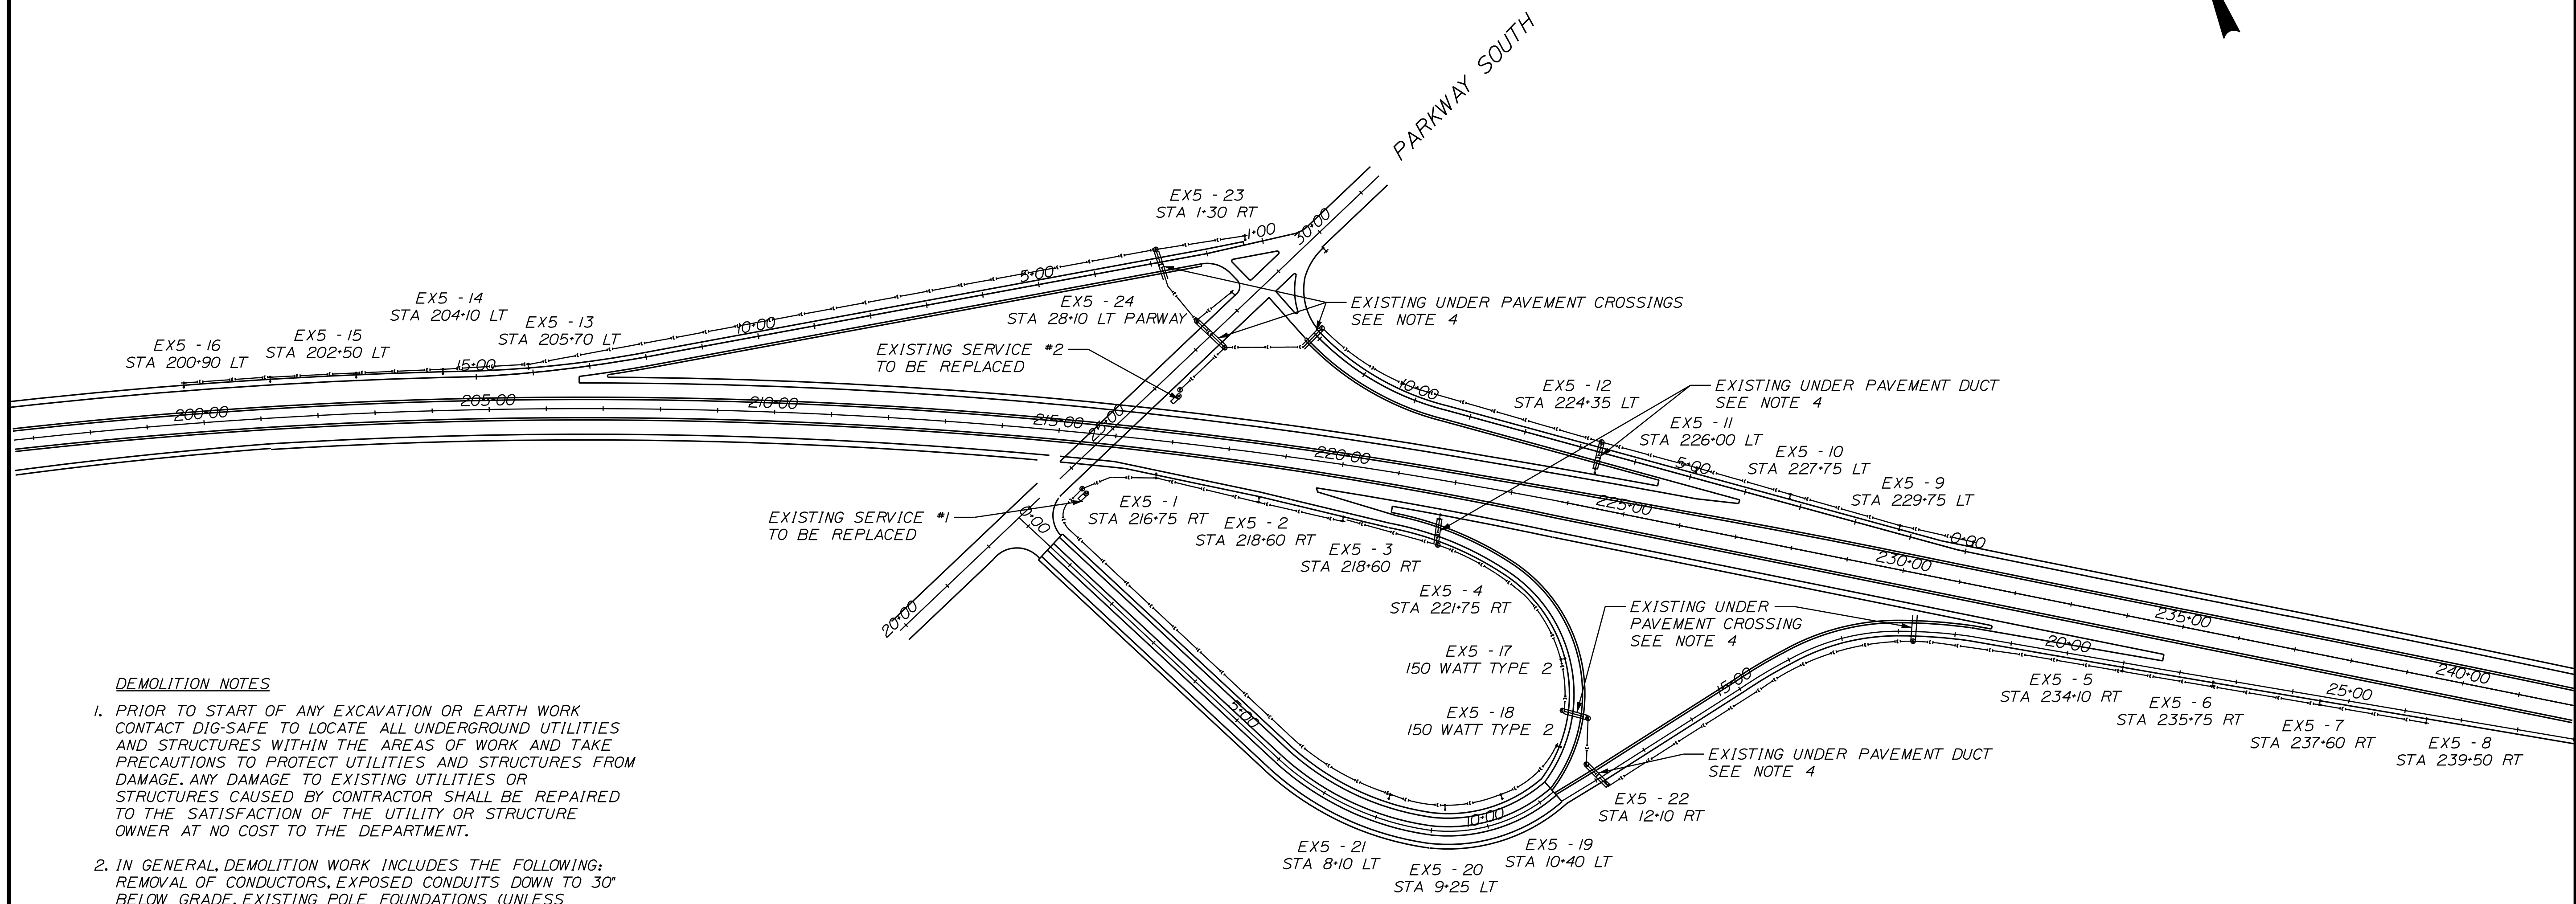 PARKWAY SOUTH
EX5 - 23
STA 1+30 RT
1+00
30+00
5+00
EX5 - 14
STA 204+10 LT
EX5 - 13
STA 205+70 LT
EX5 - 15
STA 202+50 LT
EX5 - 16
STA 200+90 LT
15+00
10+00
EX5 - 24
STA 28+10 LT PARWAY
EXISTING UNDER PAVEMENT CROSSINGS
SEE NOTE 4
EXISTING SERVICE #2
TO BE REPLACED
200+00
205+00
210+00
215+00
25+00
220+00
10+00
EX5 - 12
STA 224+35 LT
EXISTING UNDER PAVEMENT DUCT
SEE NOTE 4
EX5 - 11
STA 226+00 LT
EX5 - 10
STA 227+75 LT
5+00
EX5 - 9
STA 229+75 LT
0+00
225+00
230+00
235+00
240+00
EXISTING SERVICE #1
TO BE REPLACED
0+00
EX5 - 1
STA 216+75 RT
EX5 - 2
STA 218+60 RT
EX5 - 3
STA 218+60 RT
EX5 - 4
STA 221+75 RT
20+00
EXISTING UNDER
PAVEMENT CROSSING
SEE NOTE 4
EX5 - 17
150 WATT TYPE 2
EX5 - 18
150 WATT TYPE 2
15+00
20+00
25+00
EX5 - 5
STA 234+10 RT
EX5 - 6
STA 235+75 RT
EX5 - 7
STA 237+60 RT
EX5 - 8
STA 239+50 RT
5+00
EXISTING UNDER PAVEMENT DUCT
SEE NOTE 4
EX5 - 22
STA 12+10 RT
10+00
EX5 - 19
STA 10+40 LT
EX5 - 21
STA 8+10 LT
EX5 - 20
STA 9+25 LT
DEMOLITION NOTES
1. PRIOR TO START OF ANY EXCAVATION OR EARTH WORK
CONTACT DIG-SAFE TO LOCATE ALL UNDERGROUND UTILITIES
AND STRUCTURES WITHIN THE AREAS OF WORK AND TAKE
PRECAUTIONS TO PROTECT UTILITIES AND STRUCTURES FROM
DAMAGE. ANY DAMAGE TO EXISTING UTILITIES OR
STRUCTURES CAUSED BY CONTRACTOR SHALL BE REPAIRED
TO THE SATISFACTION OF THE UTILITY OR STRUCTURE
OWNER AT NO COST TO THE DEPARTMENT.
2. IN GENERAL, DEMOLITION WORK INCLUDES THE FOLLOWING:
REMOVAL OF CONDUCTORS, EXPOSED CONDUITS DOWN TO 30"
BELOW GRADE, EXISTING POLE FOUNDATIONS (UNLESS